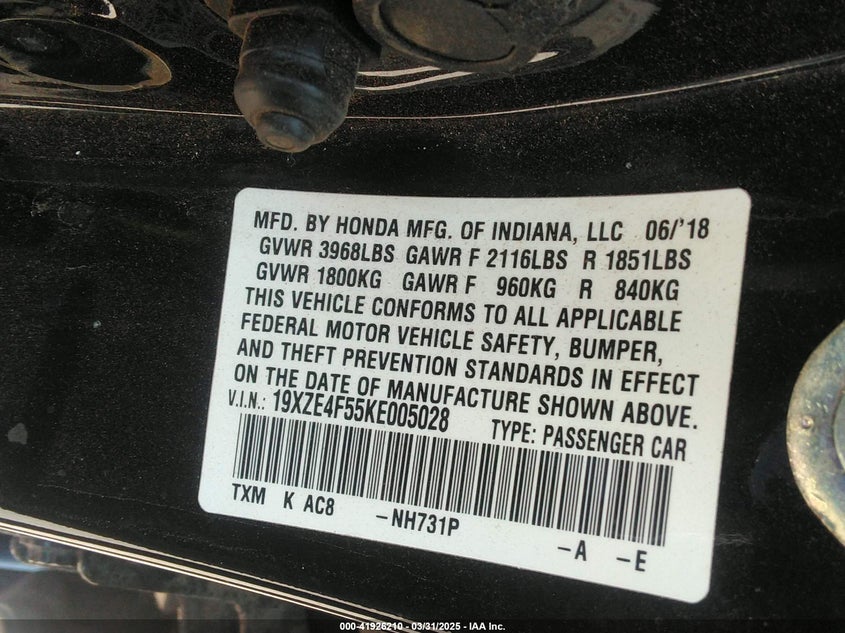 MFD. BY HONDA MFG. OF INDIANA, LLC 06/'18
GVWR 3968LBS GAWR F 2116LBS R 1851LBS
GVWR 1800KG GAWR F 960KG R 840KG
THIS VEHICLE CONFORMS TO ALL APPLICABLE
FEDERAL MOTOR VEHICLE SAFETY, BUMPER,
AND THEFT PREVENTION STANDARDS IN EFFECT
ON THE DATE OF MANUFACTURE SHOWN ABOVE.
V.I.N.: 19XZE4F55KE005028 TYPE: PASSENGER CAR
TXM K AC8 -NH731P -A -E
000-41926210 - 03/31/2025 - IAA Inc.